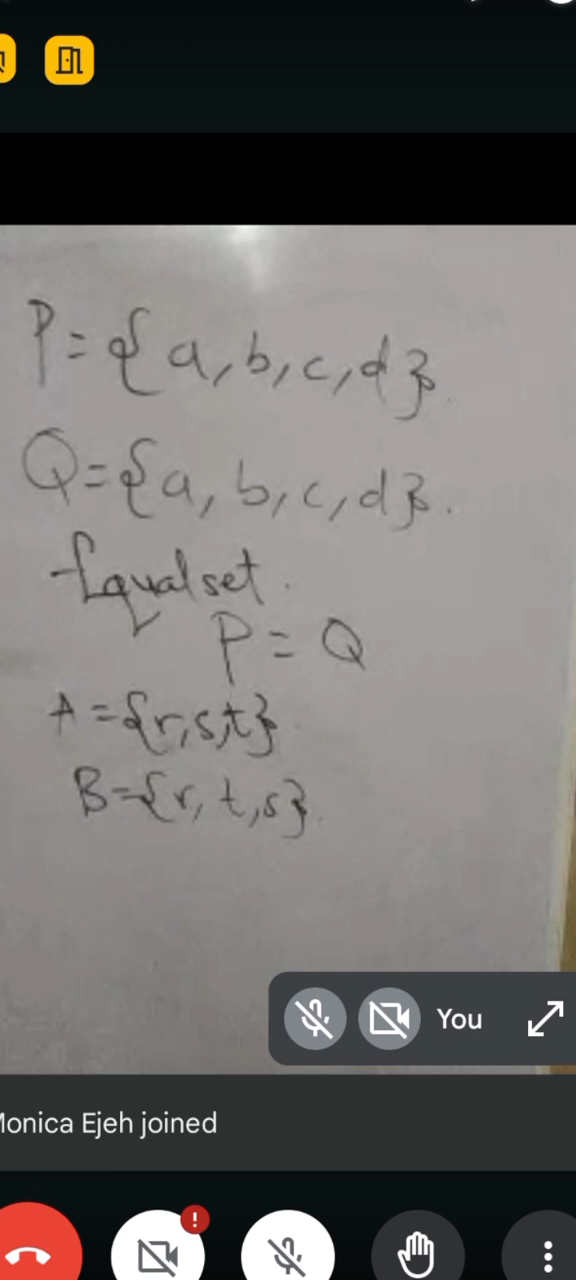 P={a,b,c,d}.
Q={a,b,c,d}.
Equal set.
P=Q
A={r,s,t}
B={r,t,s}.
You
Monica Ejeh joined